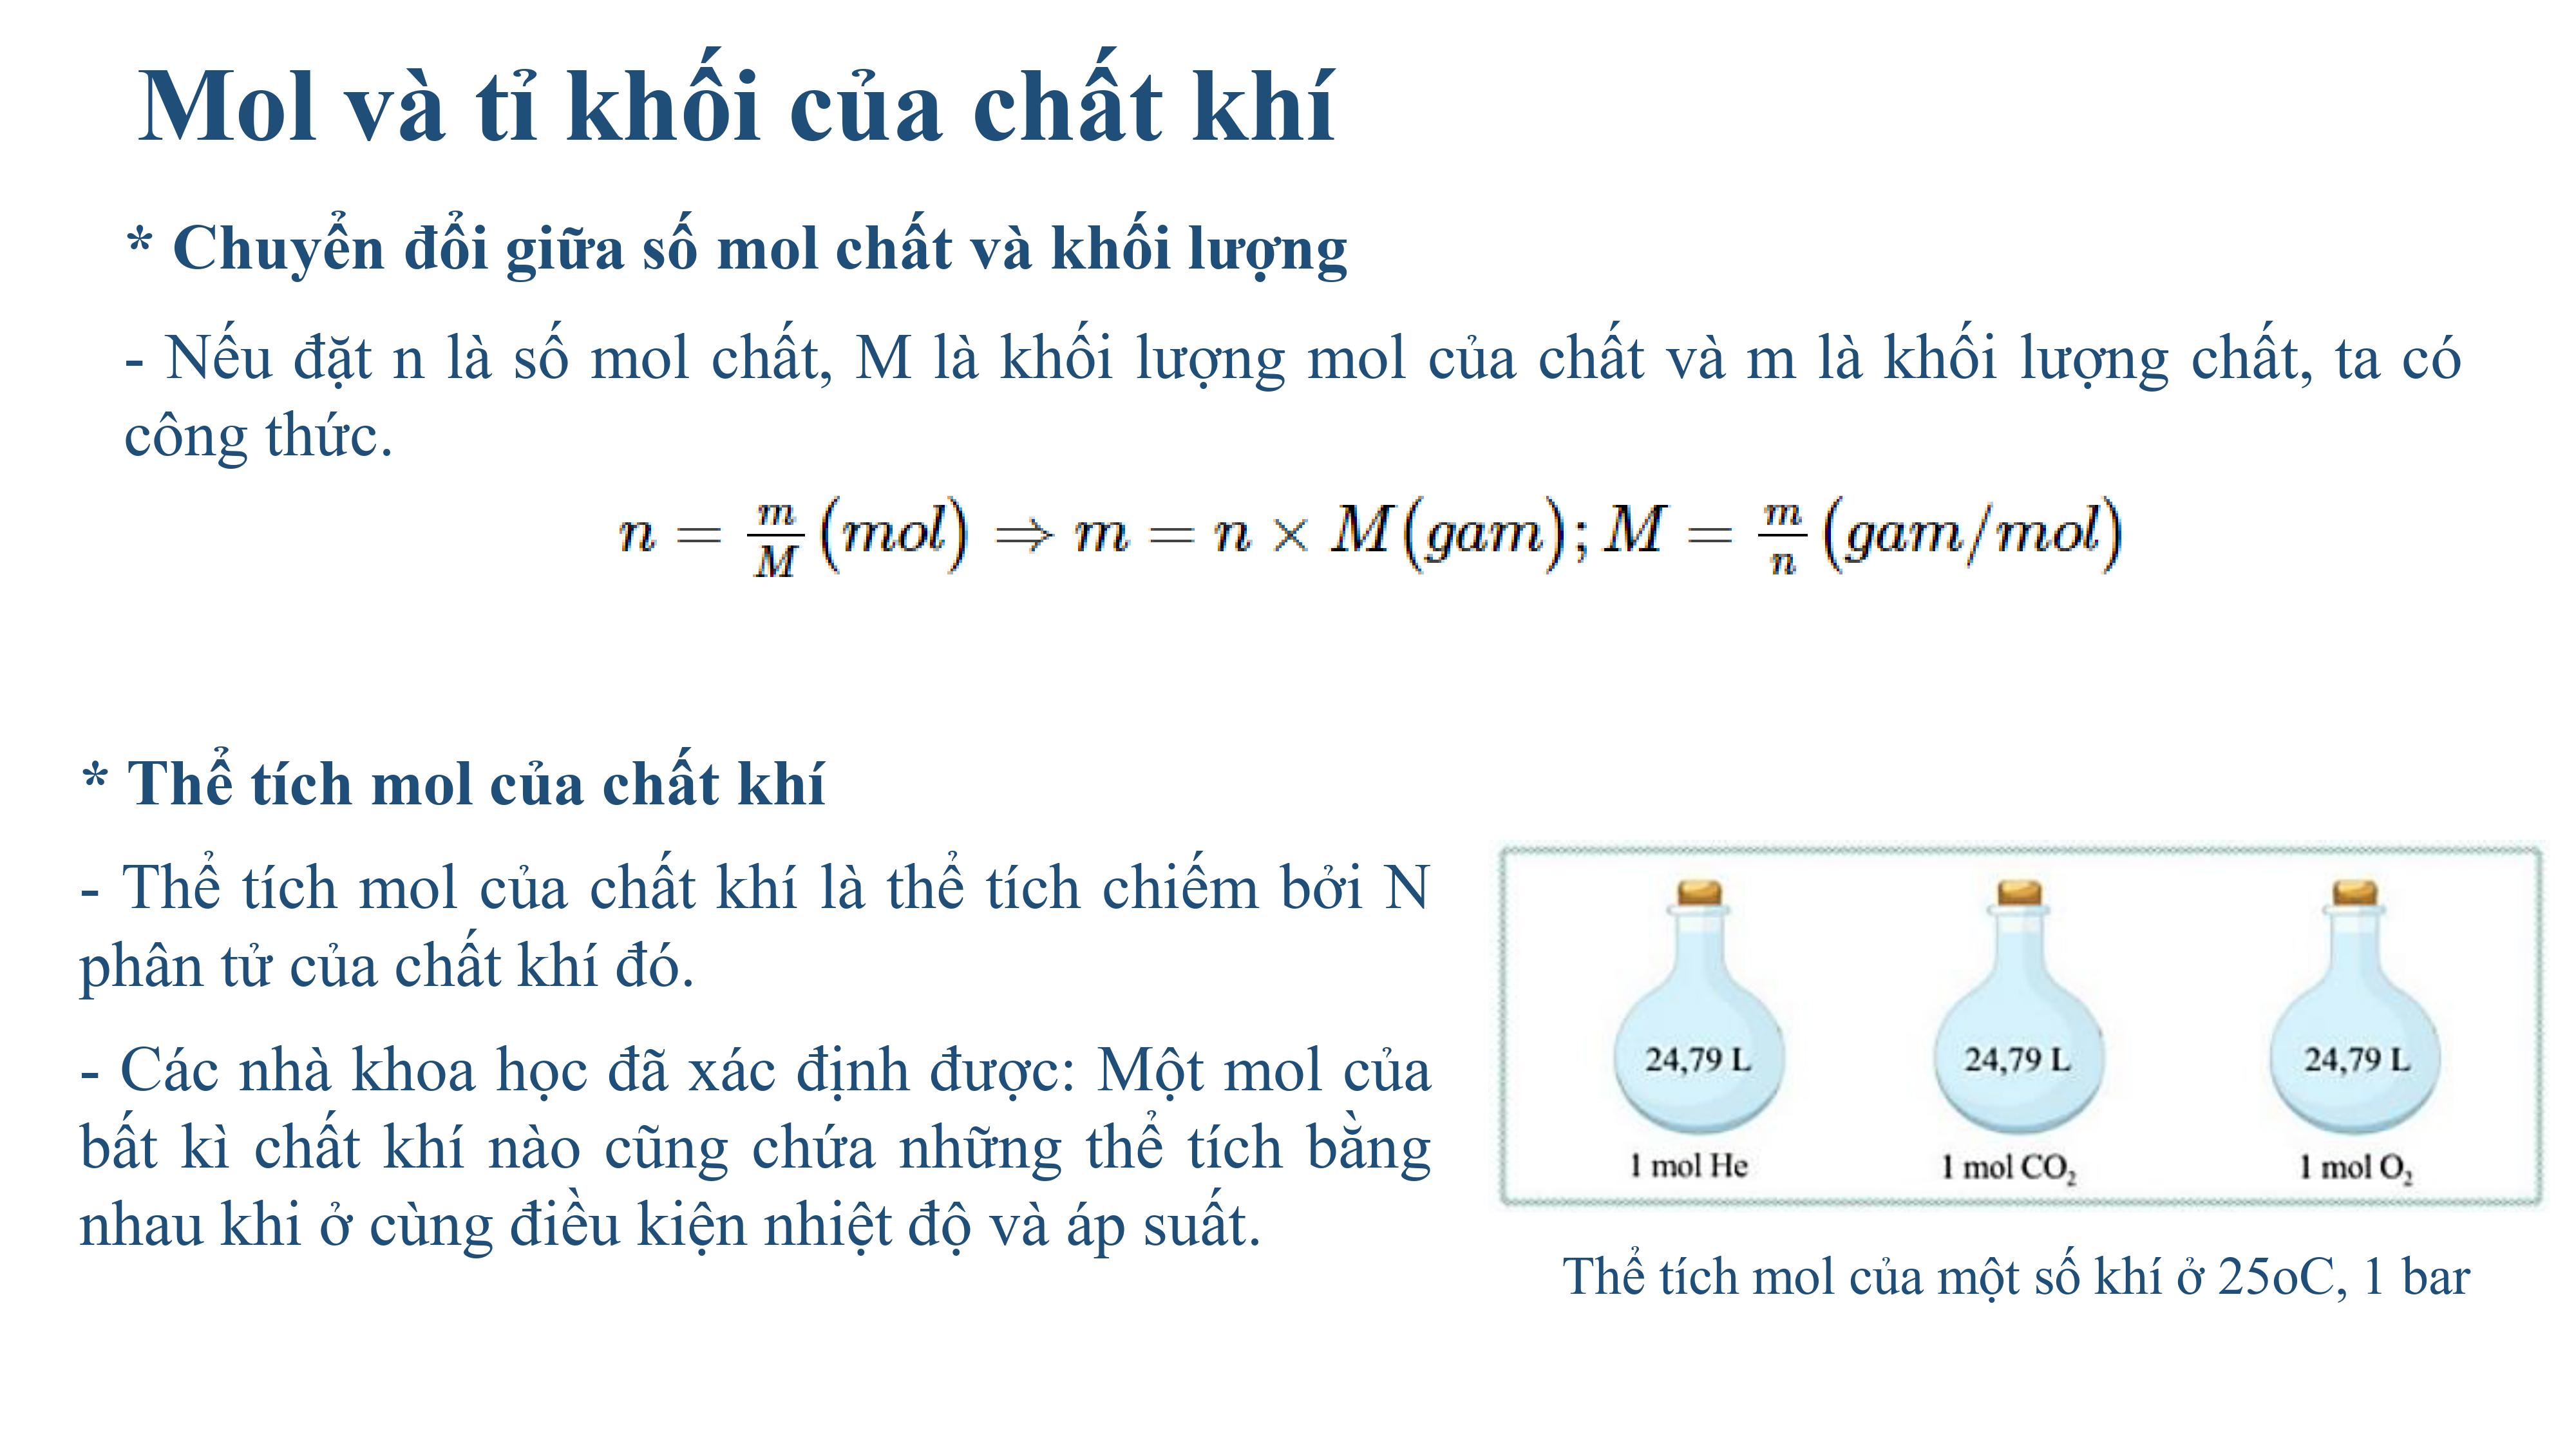 Mol và tỉ khối của chất khí
* Chuyển đổi giữa số mol chất và khối lượng
- Nếu đặt n là số mol chất, M là khối lượng mol của chất và m là khối lượng chất, ta có
công thức.
n = m/M (mol) ⇒ m = n × M(gam); M = m/n (gam/mol)
* Thể tích mol của chất khí
- Thể tích mol của chất khí là thể tích chiếm bởi N
phân tử của chất khí đó.
- Các nhà khoa học đã xác định được: Một mol của
bất kì chất khí nào cũng chứa những thể tích bằng
nhau khi ở cùng điều kiện nhiệt độ và áp suất.
24,79 L 24,79 L 24,79 L
1 mol He 1 mol CO₂ 1 mol O₂
Thể tích mol của một số khí ở 25oC, 1 bar